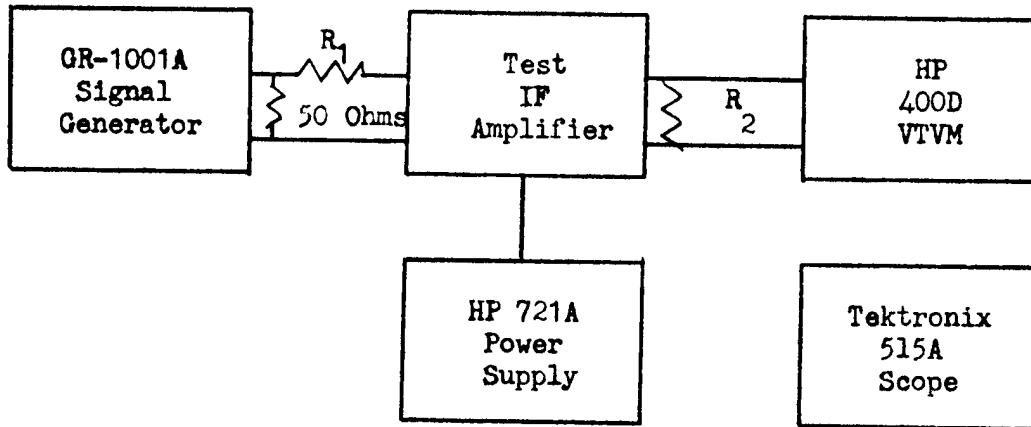 GR-1001A
Signal
Generator
R1
50 Ohms
Test
IF
Amplifier
R
2
HP
400D
VTVM
HP 721A
Power
Supply
Tektronix
515A
Scope